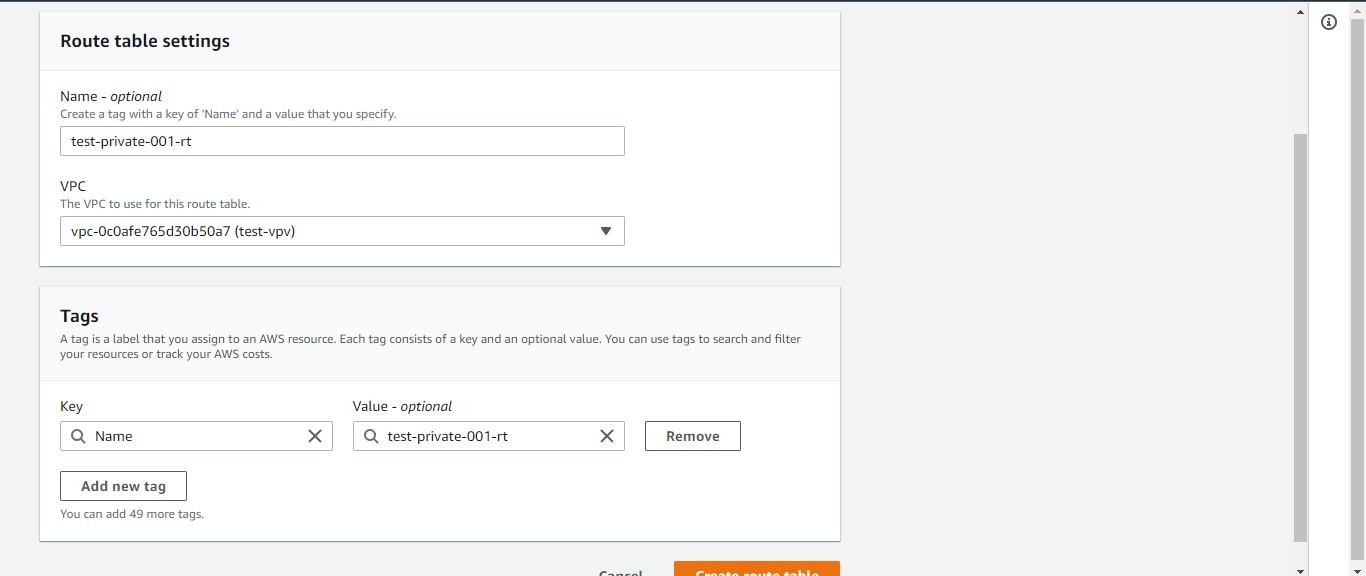 Route table settings
Name - optional
Create a tag with a key of 'Name' and a value that you specify.
test-private-001-rt
VPC
The VPC to use for this route table.
vpc-0c0afe765d30b50a7 (test-vpv)
Tags
A tag is a label that you assign to an AWS resource. Each tag consists of a key and an optional value. You can use tags to search and filter
your resources or track your AWS costs.
Key Value - optional
Name test-private-001-rt Remove
Add new tag
You can add 49 more tags.
Cancel Create route table